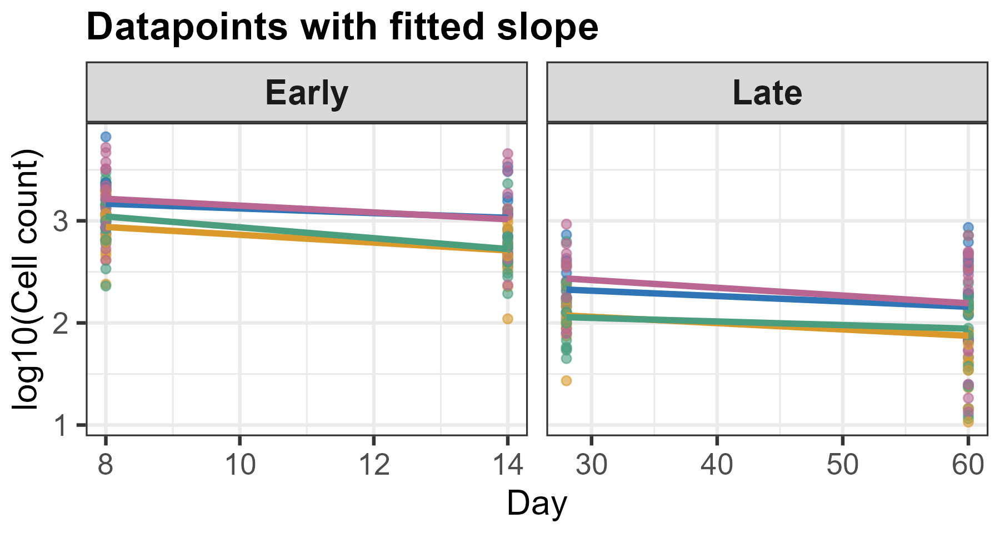 Datapoints with fitted slope
Early
Late
log10(Cell count)
3
2
1
8 10 12 14 30 40 50 60
Day